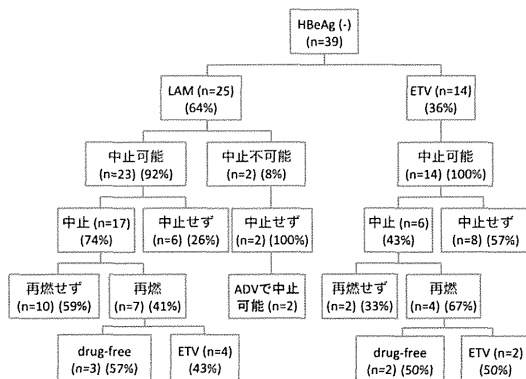 HBeAg (-)
(n=39)
LAM (n=25)
(64%)
ETV (n=14)
(36%)
中止可能
(n=23) (92%)
中止不可能
(n=2) (8%)
中止可能
(n=14) (100%)
中止 (n=17)
(74%)
中止せず
(n=6) (26%)
中止せず
(n=2) (100%)
中止 (n=6)
(43%)
中止せず
(n=8) (57%)
再燃せず
(n=10) (59%)
再燃
(n=7) (41%)
ADVで中止
可能 (n=2)
再燃せず
(n=2) (33%)
再燃
(n=4) (67%)
drug-free
(n=3) (57%)
ETV (n=4)
(43%)
drug-free
(n=2) (50%)
ETV (n=2)
(50%)